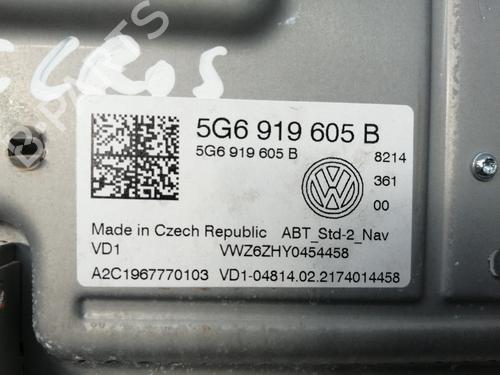 5G6 919 605 B
5G6 919 605 B
8214
361
00
Made in Czech Republic ABT_Std-2_Nav
VD1 VWZ6ZHY0454458
A2C1967770103 VD1-04814.02.2174014458